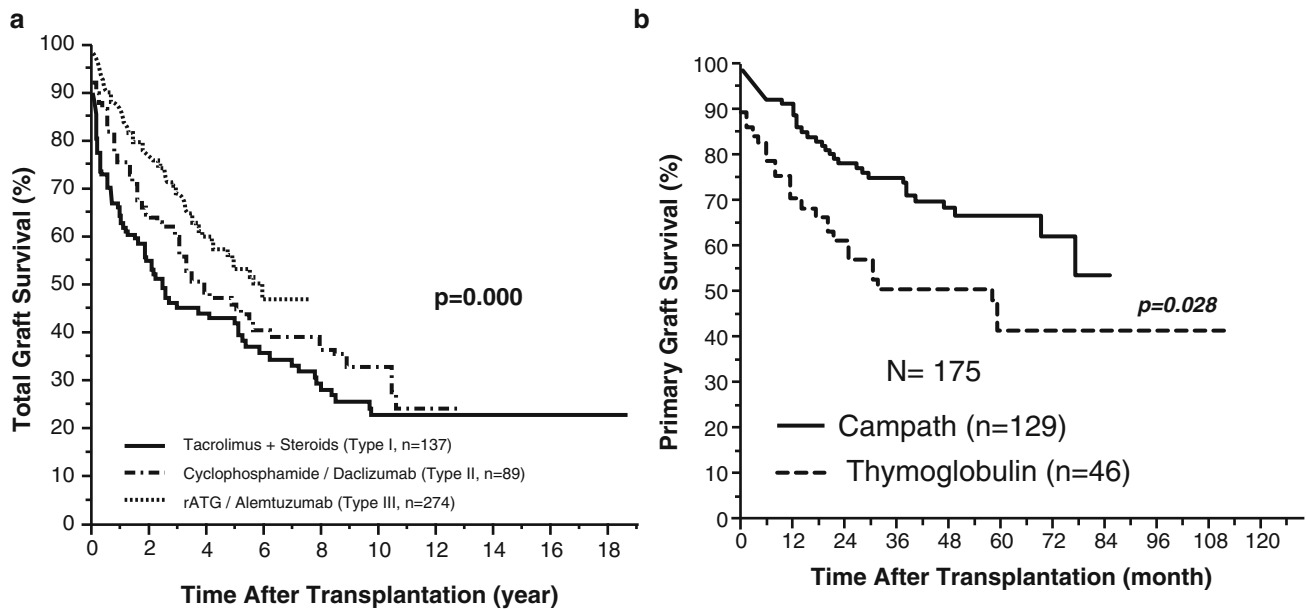 a
100
90
80
70
60
50
40
30
20
10
0
Total Graft Survival (%)
p=0.000
Tacrolimus + Steroids (Type I, n=137)
Cyclophosphamide / Daclizumab (Type II, n=89)
rATG / Alemtuzumab (Type III, n=274)
0 2 4 6 8 10 12 14 16 18
Time After Transplantation (year)
b
100
90
80
70
60
50
40
30
20
10
0
Primary Graft Survival (%)
p=0.028
N= 175
Campath (n=129)
Thymoglobulin (n=46)
0 12 24 36 48 60 72 84 96 108 120
Time After Transplantation (month)